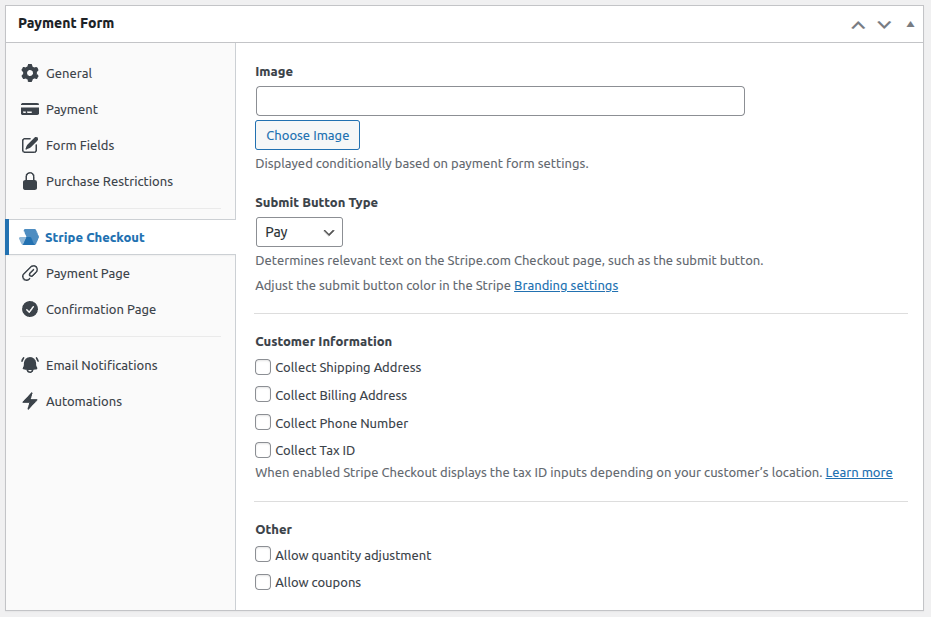 Payment Form
General
Payment
Form Fields
Purchase Restrictions
Stripe Checkout
Payment Page
Confirmation Page
Email Notifications
Automations
Image
Choose Image
Displayed conditionally based on payment form settings.
Submit Button Type
Pay
Determines relevant text on the Stripe.com Checkout page, such as the submit button.
Adjust the submit button color in the Stripe Branding settings
Customer Information
Collect Shipping Address
Collect Billing Address
Collect Phone Number
Collect Tax ID
When enabled Stripe Checkout displays the tax ID inputs depending on your customer’s location. Learn more
Other
Allow quantity adjustment
Allow coupons